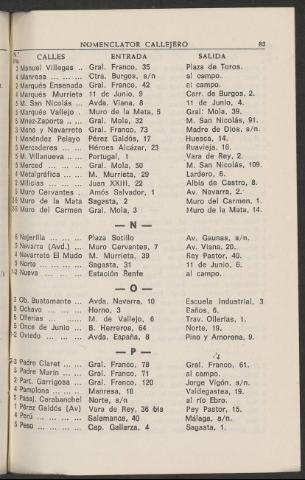 NOMENCLATOR CALLEJERO 83
CALLES ENTRADA SALIDA
Manuel Villegas .. Gral. Franco, 35 Plaza de Toros.
Manresa ... ... ... Ctra. Burgos, s/n al campo.
Marqués Ensenada Gral. Franco, 42 el campo.
Marqués Murrieta 11 de Junio, 9 Carr. de Burgos, 2.
M. San Nicolás ... Avda. Viana, 8 11 de Junio, 4.
Marqués Vallejo . Muro de la Mata, 5 Gral. Mola, 39.
Gral. Mola, 32 M. San Nicolás, 91.
Mено y Navarrete Gral. Franco, 73 Madre de Dios, s/n
Menéndez Pelayo Pérez Galdós, 17 Huesca, 14.
Mercaderes ... ... Héroes Alcázar, 23 Ruavieja, 16.
M. Villanueva .. Portugal, 1 Vara de Rey, 2.
Merced ... ... ... Gral. Mola, 50 M. San Nicolás, 109.
Metalgráfica ... ... M. Murrieta, 29 Lardero, 6.
Milicias ... ... ... Juan XXIII, 22 Albia de Castro, 8.
Muro Cervantes .. Amós Salvador, 1 Av. de Navarra, 2.
Muro de la Mata Sagasta, 2 Muro del Carmen, 1.
Muro del Carmen Gral. Mola, 3 Muro de la Mata, 14.
— N —
Najerilla ... ... ... Plaza Sotillo Av. Gaunas, s/n.
Navarra (Avd.) ... Muro Cervantes, 7 Av. Viana, 20.
Navarrete El Mudo M. Murrieta, 39 Rey Pastor, 40.
Norte ... ... ... ... Sagasta, 31 11 de Junio, 6.
Nueva ... ... ... Estación Renfe al campo.
— O —
Ob. Bustamante ... Avda. Navarra, 10 Escuela Industrial, 3
Ochavo ... ... ... Horno, 3 Baños, 6.
Ollerías ... ... ... M. de Vallejo, 6 Trav. Ollerías, 1.
Once de Junio ... B. Herreros, 64 Norte, 19.
Oviedo ... ... ... Avda. España, 8 Pino y Amorena, 9.
— P —
Padre Claret ... ... Gral. Franco, 78 Gral. Franco, 61.
Padre Marín ... ... Gral. Franco, 71 al campo.
Part. Garrigosa ... Gral. Franco, 120 Jorge Vigón, s/n.
Pamplona ... ... Manresa, 18 Valdegastea, 19.
Pasaj. Carabanchel Norte, s/n al río Ebro.
Pérez Galdós (Av) Vara de Rey, 36 bis Rey Pastor, 15.
Perú ... ... ... ... Salamanca, 40 Málaga, s/n.
Peso ... ... ... ... Cap. Gallarza, 4 Sagasta, 1.